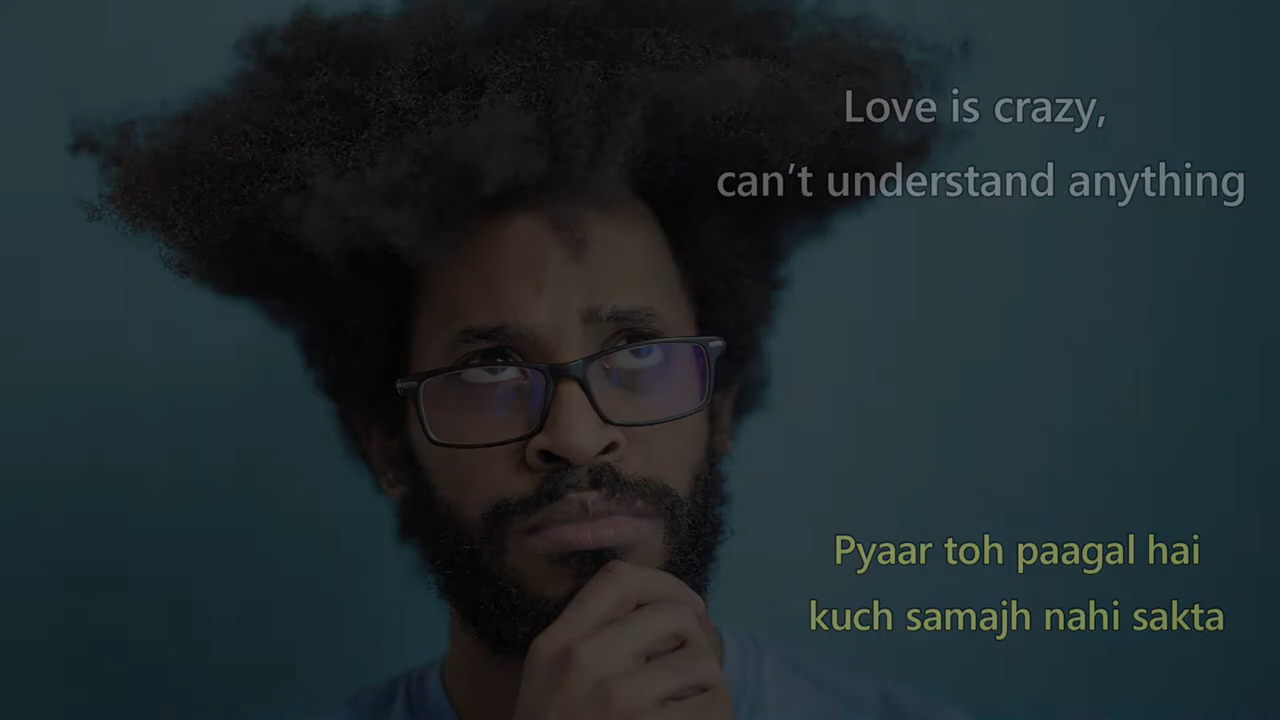 Love is crazy,
can’t understand anything
Pyaar toh paagal hai
kuch samajh nahi sakta